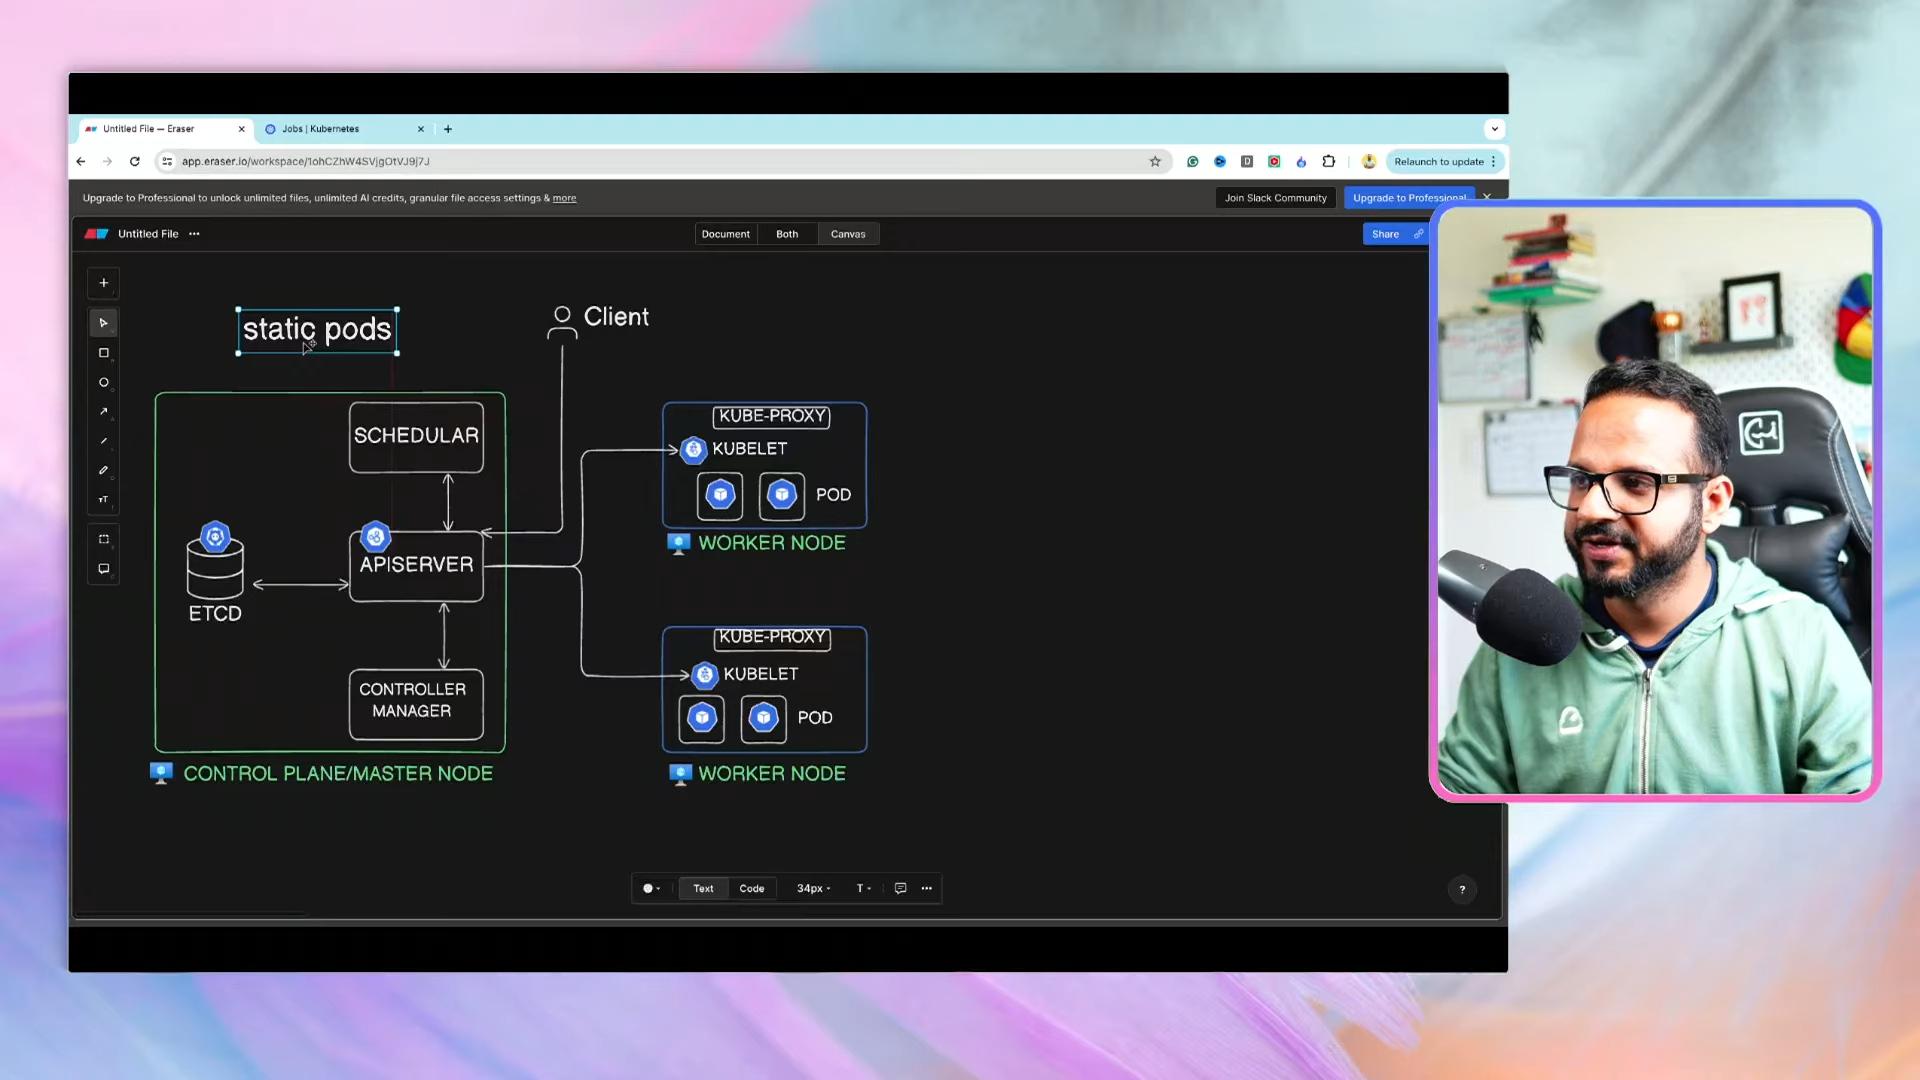 Untitled File — Eraser
Jobs | Kubernetes
app.eraser.io/workspace/1ohCZhW4SVjgOtVJ9j7J
Relaunch to update
Upgrade to Professional to unlock unlimited files, unlimited AI credits, granular file access settings & more
Join Slack Community
Upgrade to Professional
Untitled File
Document
Both
Canvas
Share
static pods
Client
SCHEDULAR
APISERVER
ETCD
CONTROLLER
MANAGER
CONTROL PLANE/MASTER NODE
KUBE-PROXY
KUBELET
POD
WORKER NODE
KUBE-PROXY
KUBELET
POD
WORKER NODE
Text
Code
34px
T
?